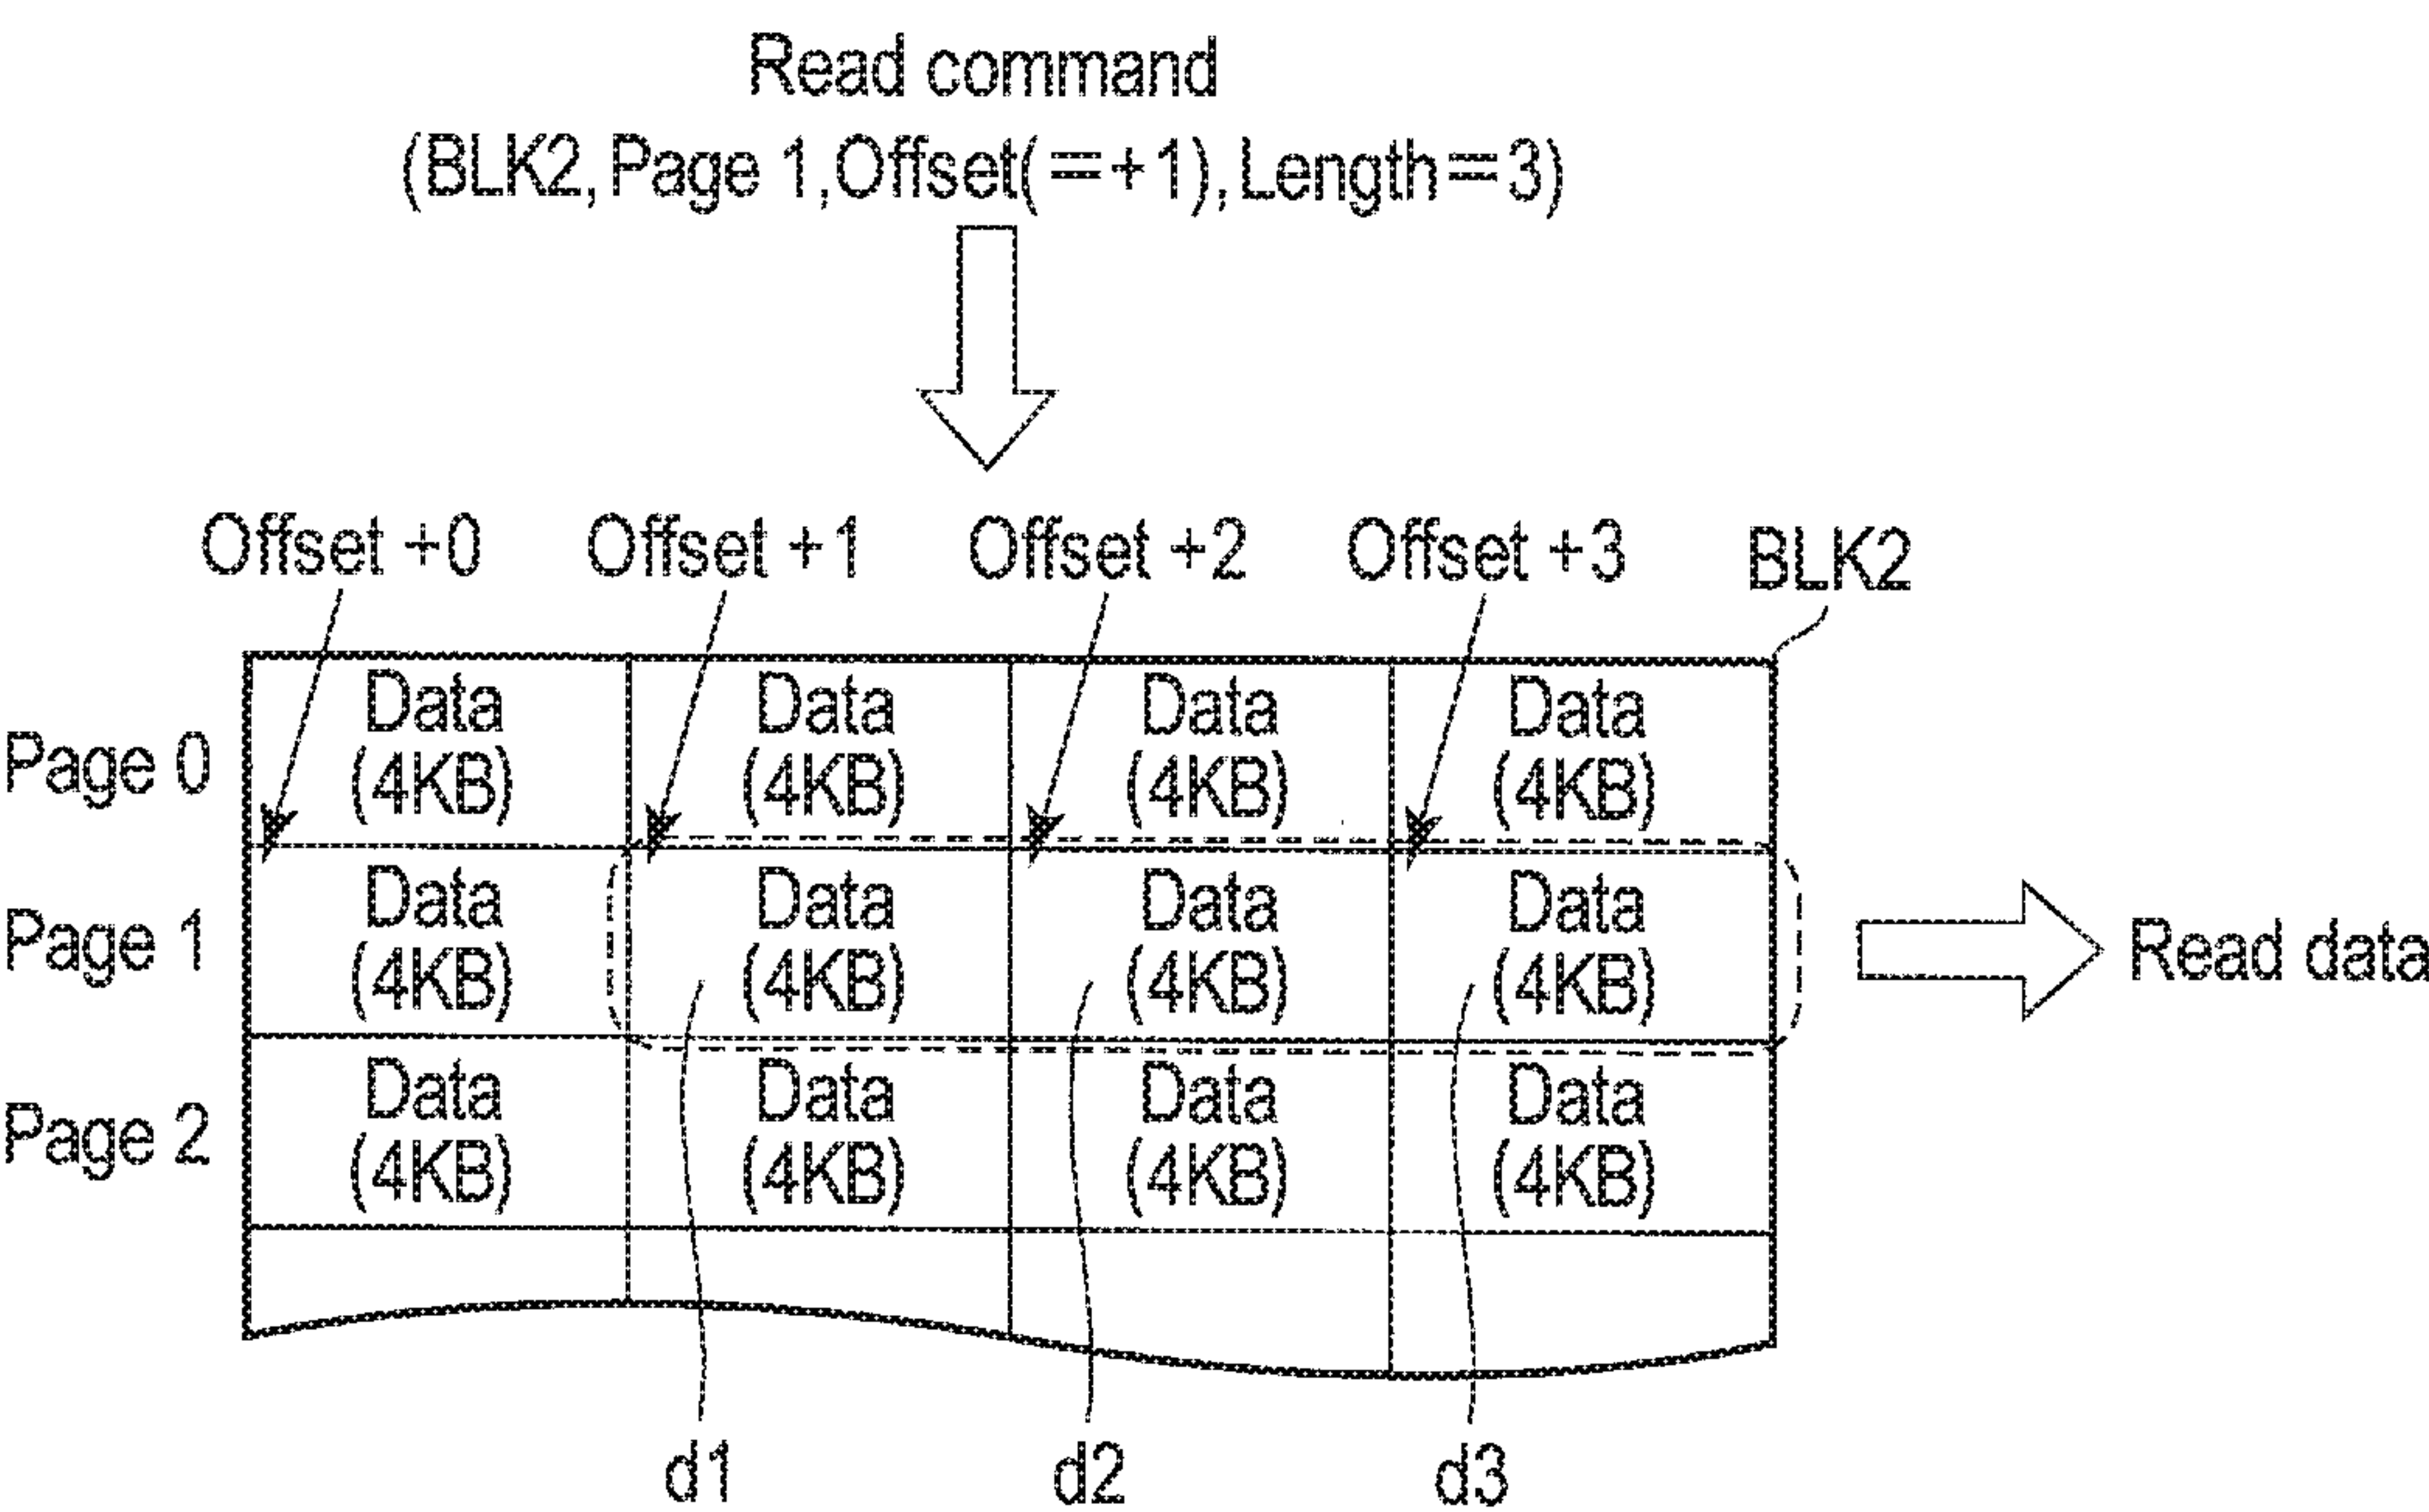 Read command
(BLK2, Page 1, Offset(=+1), Length=3)
Offset +0 Offset +1 Offset +2 Offset +3 BLK2
Page 0
Data Data Data Data
(4KB) (4KB) (4KB) (4KB)
Page 1
Data Data Data Data
(4KB) (4KB) (4KB) (4KB)
Read data
Page 2
Data Data Data Data
(4KB) (4KB) (4KB) (4KB)
d1 d2 d3